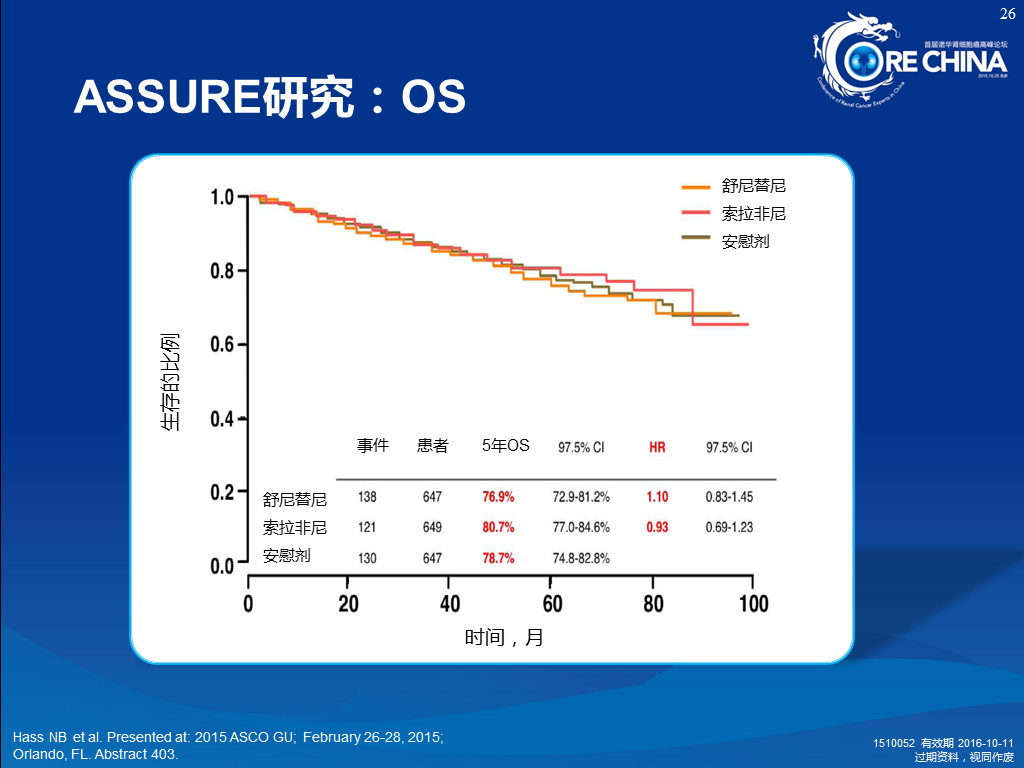 26
首届诺华肾细胞癌高峰论坛
CORE CHINA
2015.10.25 北京
Conference of Renal Cancer Experts in China
ASSURE研究：OS
舒尼替尼
索拉非尼
安慰剂
1.0
0.8
0.6
0.4
0.2
0.0
生存的比例
事件 患者 5年OS 97.5% CI HR 97.5% CI
舒尼替尼 138 647 76.9% 72.9-81.2% 1.10 0.83-1.45
索拉非尼 121 649 80.7% 77.0-84.6% 0.93 0.69-1.23
安慰剂 130 647 78.7% 74.8-82.8%
0 20 40 60 80 100
时间，月
Hass NB et al. Presented at: 2015 ASCO GU; February 26-28, 2015;
Orlando, FL. Abstract 403.
1510052 有效期 2016-10-11
过期资料，视同作废